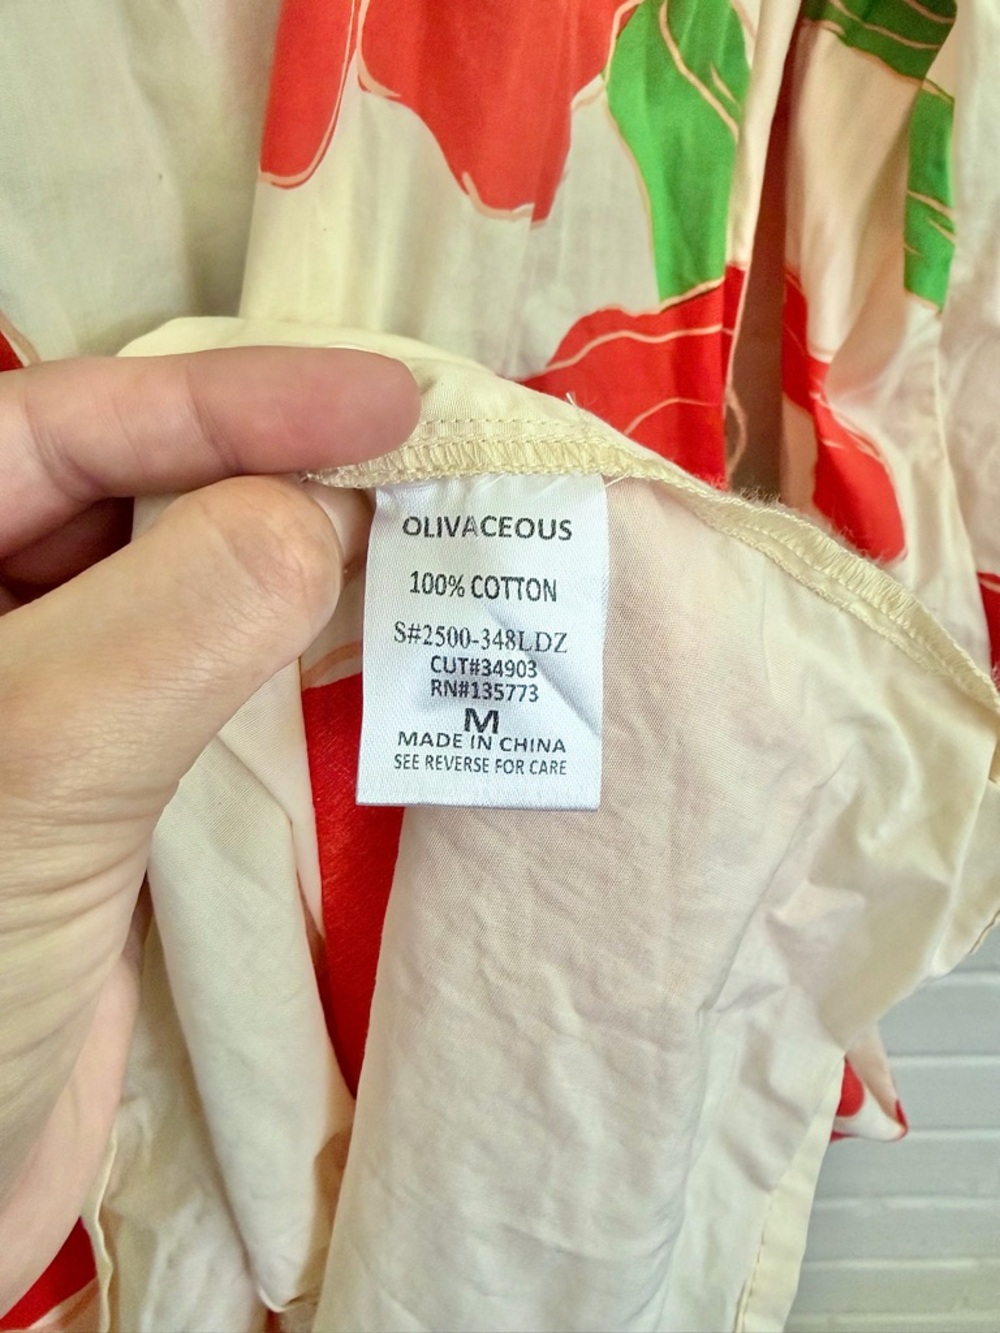 OLIVACEOUS
100% COTTON
S#2500-348LDZ
CUT#34903
RN#135773
M
MADE IN CHINA
SEE REVERSE FOR CARE